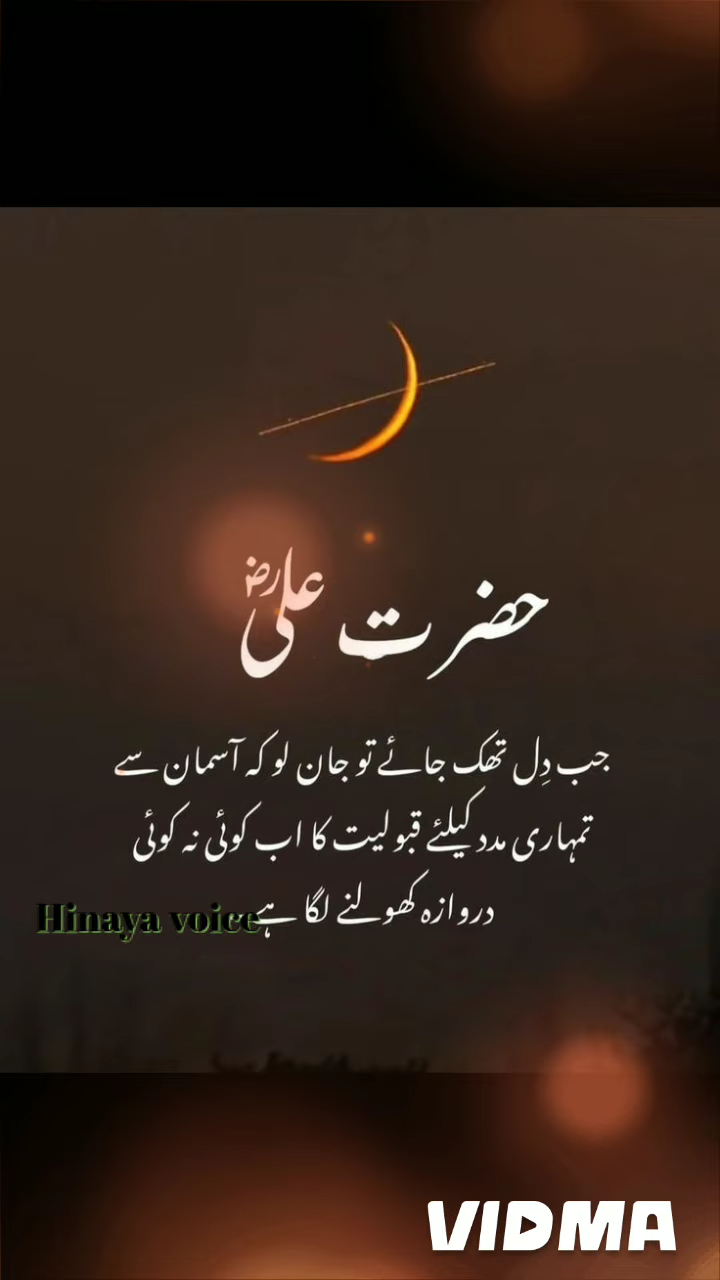 حضرت علی رض
جب دِل تھک جائے تو جان لو کہ آسمان سے
تمہاری مدد کیلئے قبولیت کا اب کوئی نہ کوئی
دروازہ کھولنے لگا ہے
Hinaya voice
VIDMA